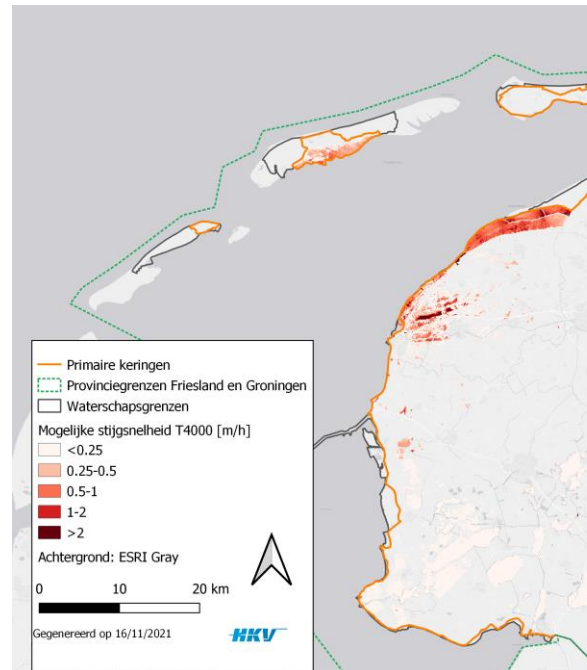 Primaire keringen
Provinciegrenzen Friesland en Groningen
Waterschapsgrenzen
Mogelijke stijgsnelheid T4000 [m/h]
<0.25
0.25-0.5
0.5-1
1-2
>2
Achtergrond: ESRI Gray
0 10 20 km
Gegenereerd op 16/11/2021 HKV